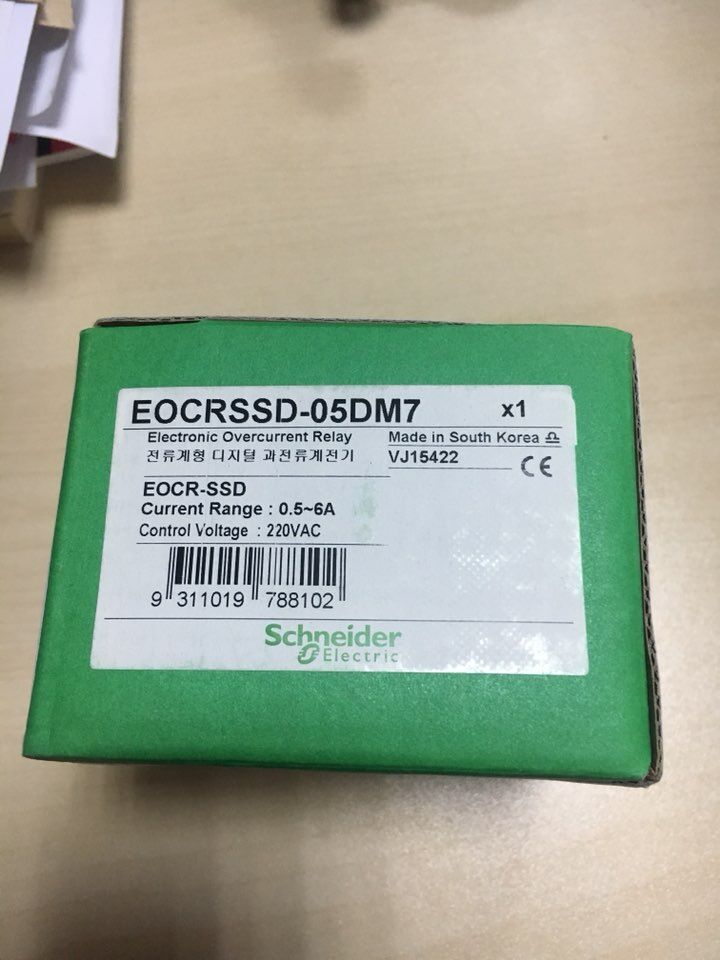 EOCRSSD-05DM7 x1
Electronic Overcurrent Relay
전류계형 디지털 과전류계전기
Made in South Korea
VJ15422
CE
EOCR-SSD
Current Range : 0.5~6A
Control Voltage : 220VAC
9 311019 788102
Schneider
Electric